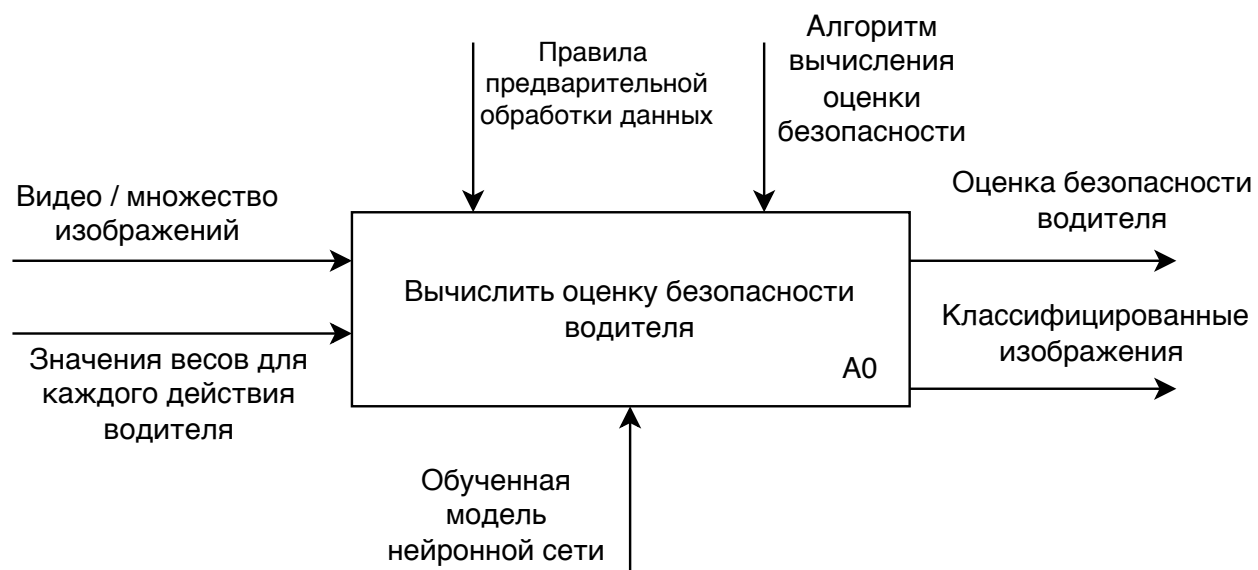 Правила
предварительной
обработки данных
Алгоритм
вычисления
оценки
безопасности
Видео / множество
изображений
Оценка безопасности
водителя
Вычислить оценку безопасности
водителя
A0
Значения весов для
каждого действия
водителя
Классифицированные
изображения
Обученная
модель
нейронной сети